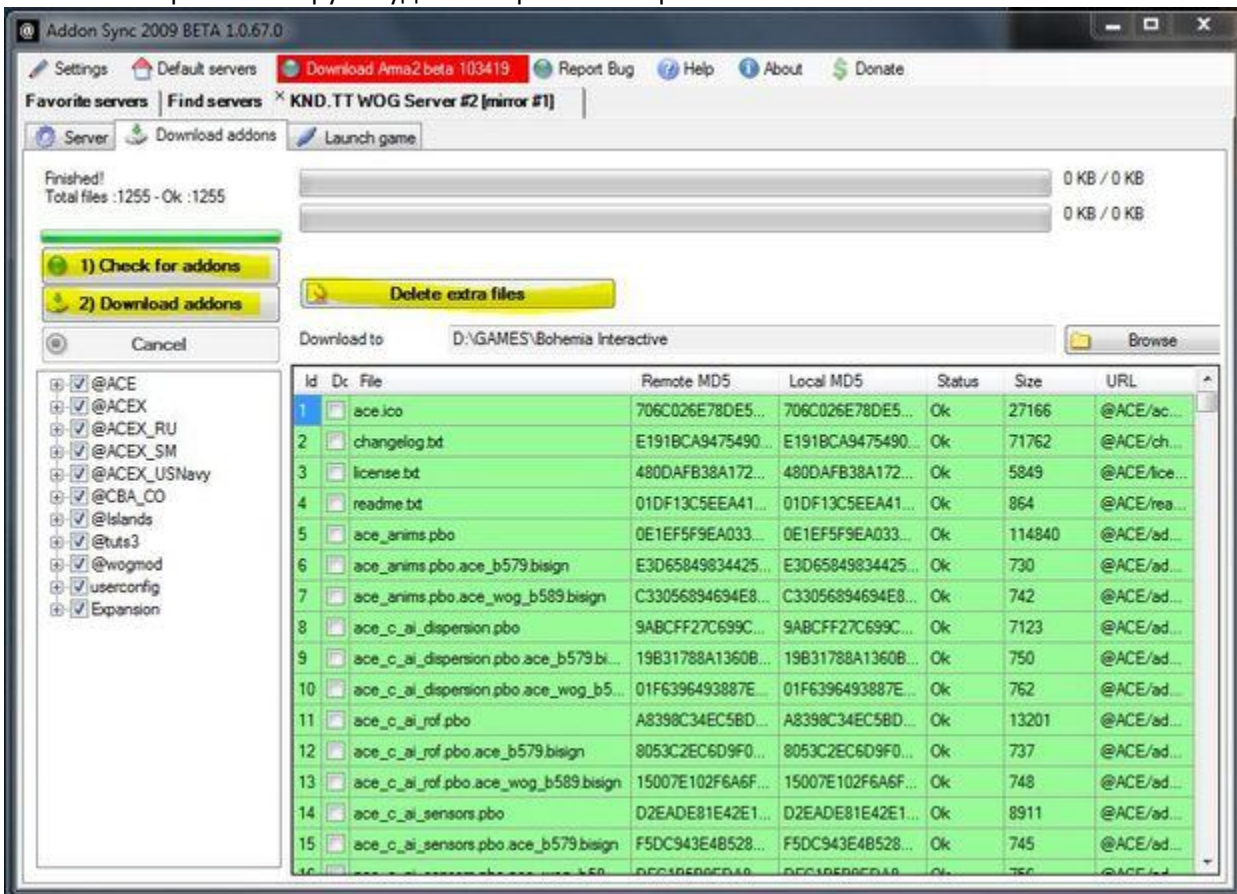 Addon Sync 2009 BETA 1.0.67.0
Settings Default servers Download Arma2 beta 103419 Report Bug Help About Donate
Favorite servers Find servers × KND.TT WOG Server #2 [mirror #1]
Server Download addons Launch game
Finished!
Total files :1255 - Ok :1255
0 KB / 0 KB
0 KB / 0 KB
1) Check for addons
2) Download addons
Delete extra files
Cancel
Download to D:\GAMES\Bohemia Interactive Browse
@ACE
@ACEX
@ACEX_RU
@ACEX_SM
@ACEX_USNavy
@CBA_CO
@Islands
@tuts3
@wogmod
userconfig
Expansion
Id Dc File Remote MD5 Local MD5 Status Size URL
1 ace.ico 706C026E78DE5... 706C026E78DE5... Ok 27166 @ACE/ac...
2 changelog.txt E191BCA9475490... E191BCA9475490... Ok 71762 @ACE/ch...
3 license.txt 480DAFB38A172... 480DAFB38A172... Ok 5849 @ACE/lice...
4 readme.txt 01DF13C5EEA41... 01DF13C5EEA41... Ok 864 @ACE/rea...
5 ace_anims.pbo 0E1EF5F9EA033... 0E1EF5F9EA033... Ok 114840 @ACE/ad...
6 ace_anims.pbo.ace_b579.bisign E3D65849834425... E3D65849834425... Ok 730 @ACE/ad...
7 ace_anims.pbo.ace_wog_b589.bisign C33056894694E8... C33056894694E8... Ok 742 @ACE/ad...
8 ace_c_ai_dispersion.pbo 9ABCFF27C699C... 9ABCFF27C699C... Ok 7123 @ACE/ad...
9 ace_c_ai_dispersion.pbo.ace_b579.bi... 19B31788A1360B... 19B31788A1360B... Ok 750 @ACE/ad...
10 ace_c_ai_dispersion.pbo.ace_wog_b5... 01F6396493887E... 01F6396493887E... Ok 762 @ACE/ad...
11 ace_c_ai_rof.pbo A8398C34EC5BD... A8398C34EC5BD... Ok 13201 @ACE/ad...
12 ace_c_ai_rof.pbo.ace_b579.bisign 8053C2EC6D9F0... 8053C2EC6D9F0... Ok 737 @ACE/ad...
13 ace_c_ai_rof.pbo.ace_wog_b589.bisign 15007E102F6A6F... 15007E102F6A6F... Ok 748 @ACE/ad...
14 ace_c_ai_sensors.pbo D2EADE81E42E1... D2EADE81E42E1... Ok 8911 @ACE/ad...
15 ace_c_ai_sensors.pbo.ace_b579.bisign F5DC943E4B528... F5DC943E4B528... Ok 745 @ACE/ad...